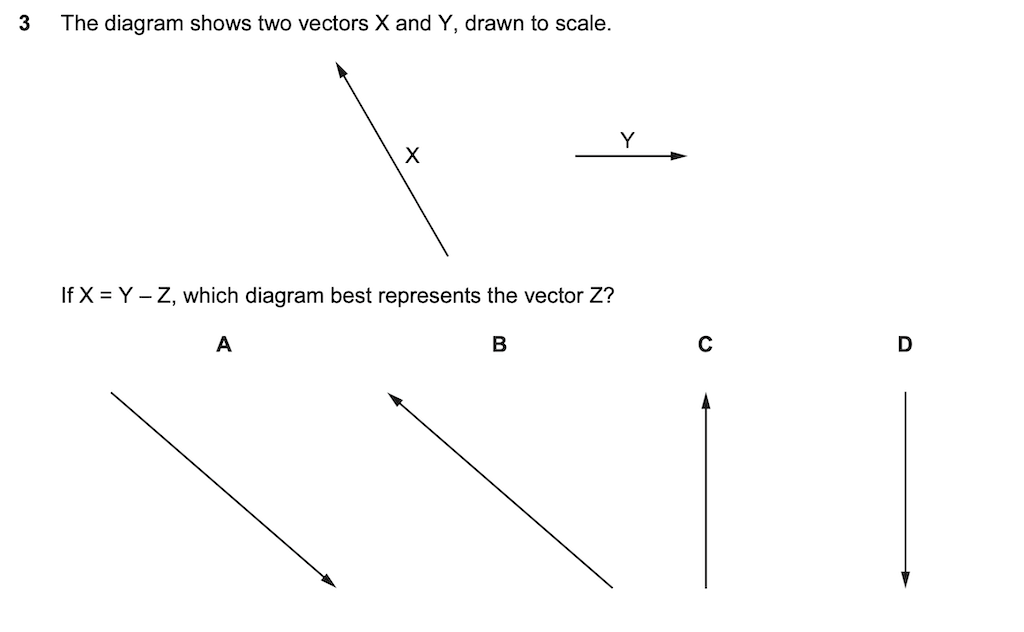 3 The diagram shows two vectors X and Y, drawn to scale.
X
Y
If X = Y – Z, which diagram best represents the vector Z?
A B C D